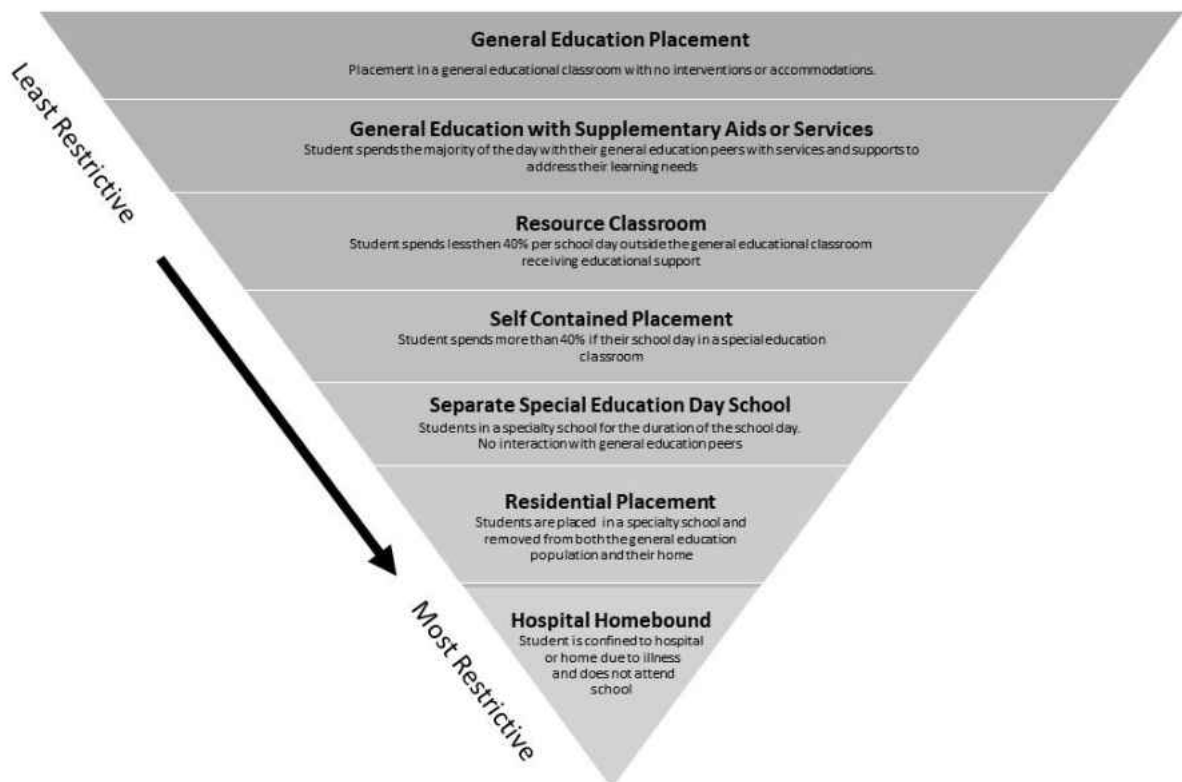 General Education Placement
Placement in a general educational classroom with no interventions or accommodations.
Least Restrictive
General Education with Supplementary Aids or Services
Student spends the majority of the day with their general education peers with services and supports to
address their learning needs
Resource Classroom
Student spends less then 40% per school day outside the general educational classroom
receiving educational support
Self Contained Placement
Student spends more than 40% if their school day in a special education
classroom
Separate Special Education Day School
Students in a specialty school for the duration of the school day.
No interaction with general education peers
Residential Placement
Students are placed in a specialty school and
removed from both the general education
population and their home
Most Restrictive
Hospital Homebound
Student is confined to hospital
or home due to illness
and does not attend
school